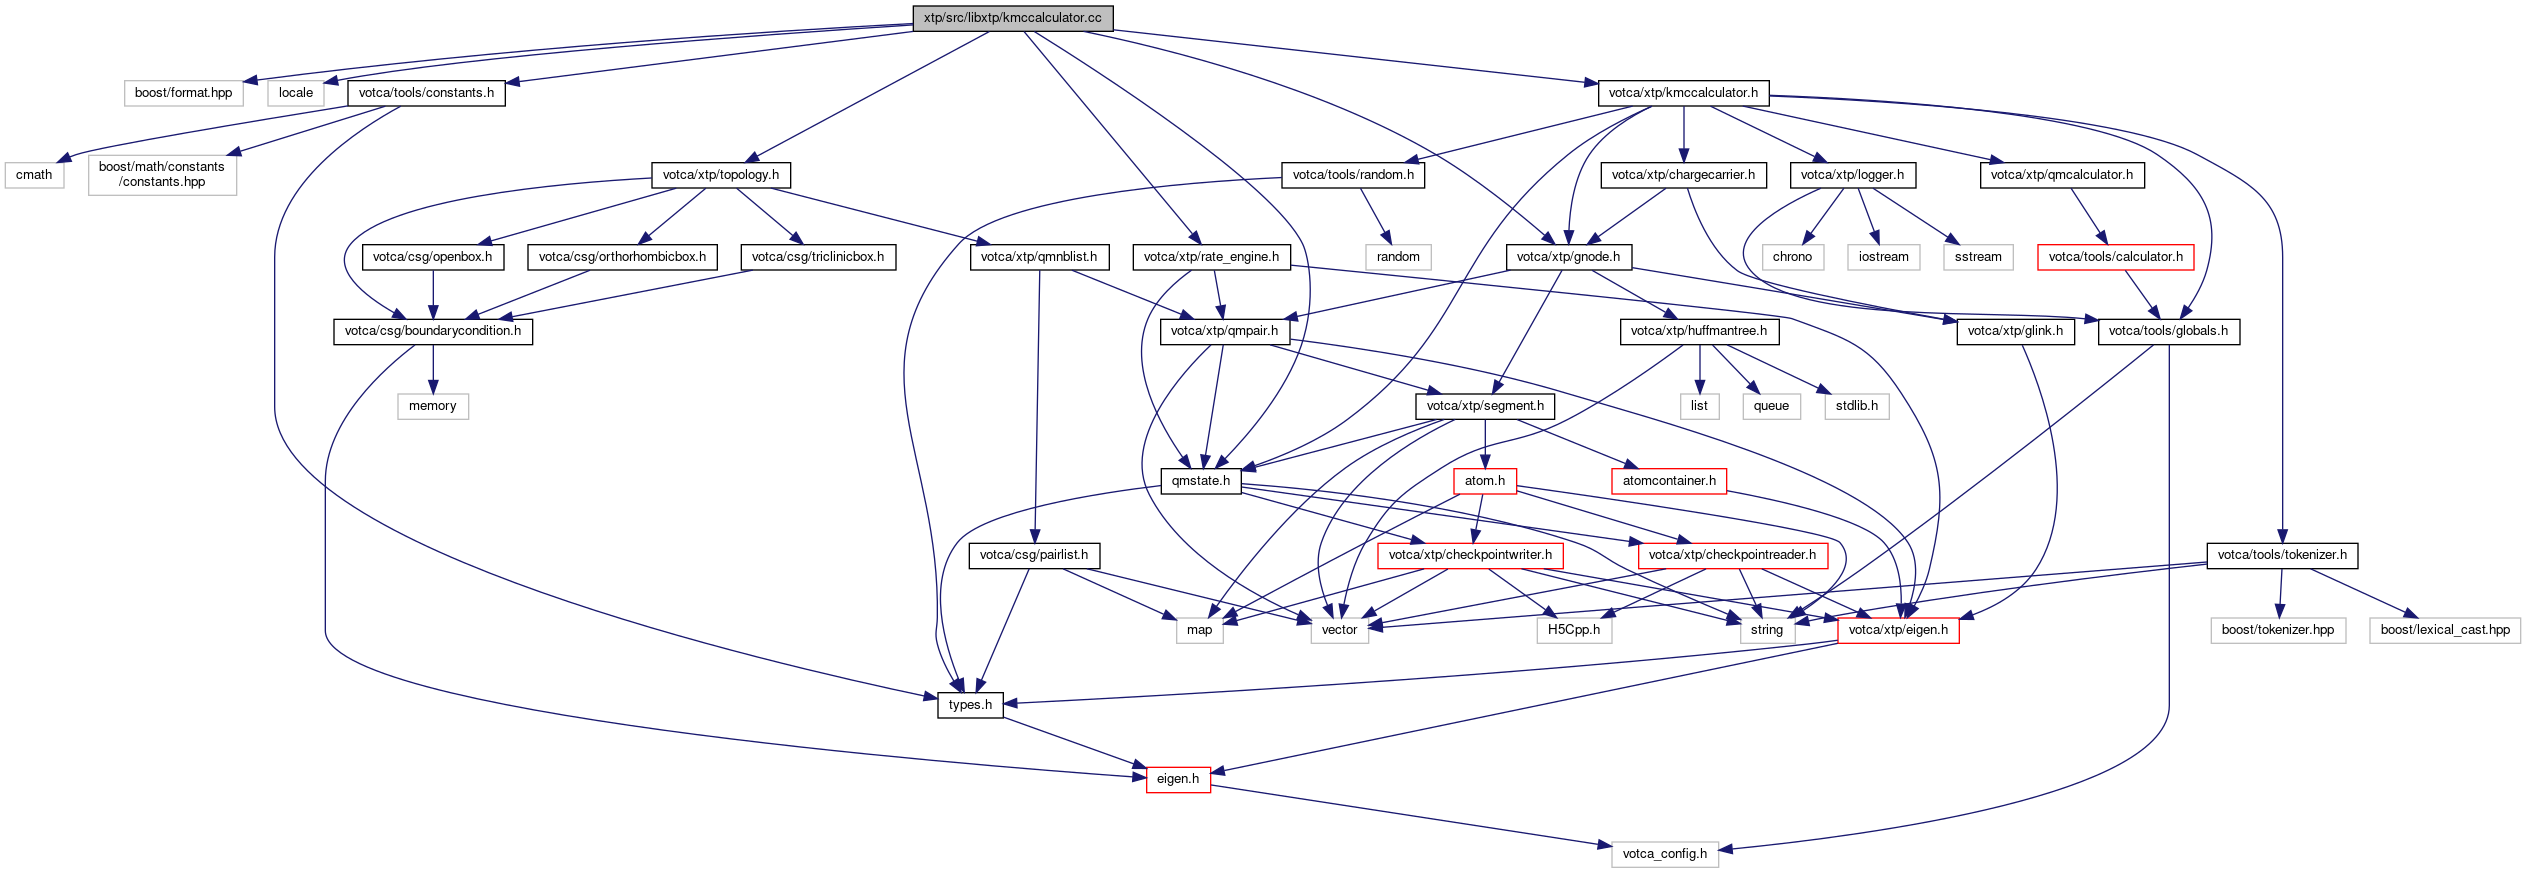 xtp/src/libxtp/kmccalculator.cc
boost/format.hpp
locale
votca/tools/constants.h
votca/xtp/kmccalculator.h
cmath
boost/math/constants
/constants.hpp
votca/xtp/topology.h
votca/tools/random.h
votca/xtp/chargecarrier.h
votca/xtp/logger.h
votca/xtp/qmcalculator.h
votca/csg/openbox.h
votca/csg/orthorhombicbox.h
votca/csg/triclinicbox.h
votca/xtp/qmnblist.h
votca/xtp/rate_engine.h
random
votca/xtp/gnode.h
chrono
iostream
sstream
votca/tools/calculator.h
votca/csg/boundarycondition.h
votca/xtp/qmpair.h
votca/xtp/huffmantree.h
votca/xtp/glink.h
votca/tools/globals.h
memory
votca/xtp/segment.h
list
queue
stdlib.h
qmstate.h
atom.h
atomcontainer.h
votca/csg/pairlist.h
votca/xtp/checkpointwriter.h
votca/xtp/checkpointreader.h
votca/tools/tokenizer.h
map
vector
H5Cpp.h
string
votca/xtp/eigen.h
boost/tokenizer.hpp
boost/lexical_cast.hpp
types.h
eigen.h
votca_config.h